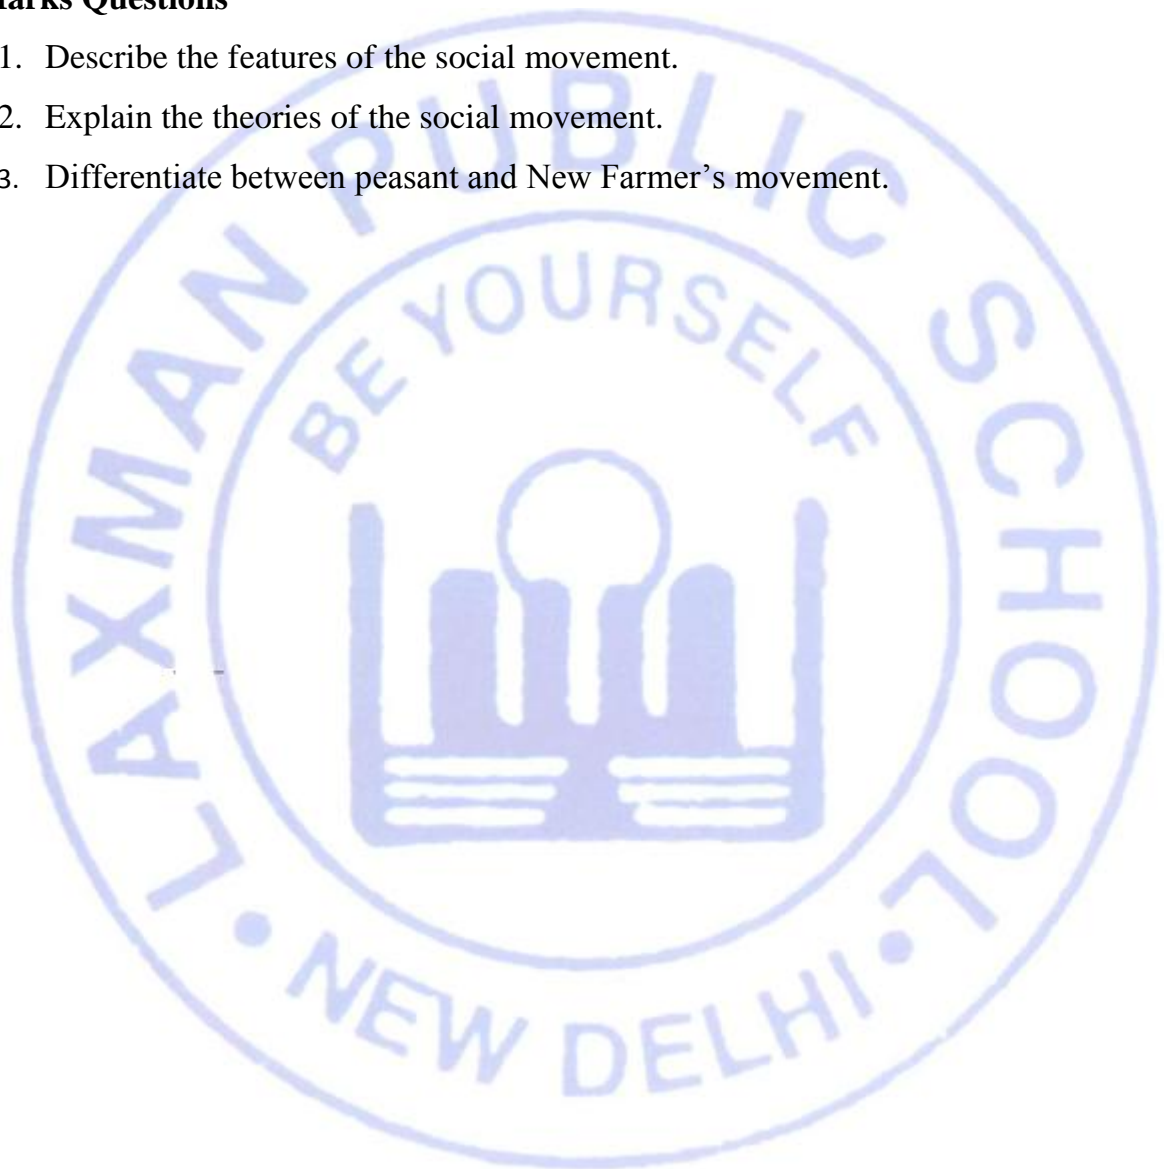 Marks Questions
1. Describe the features of the social movement.
2. Explain the theories of the social movement.
3. Differentiate between peasant and New Farmer's movement.
LAXMAN PUBLIC SCHOOL
BE YOURSELF
• NEW DELHI •